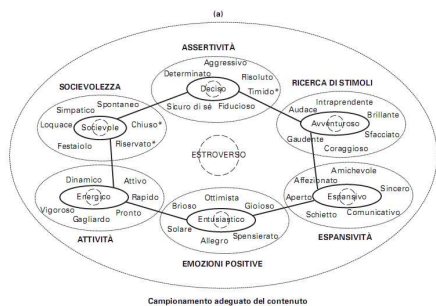 (a)
ASSERTIVITÀ
Aggressivo
Determinato
Risoluto
Deciso
Timido*
Sicuro di sé
Fiducioso
SOCIEVOLEZZA
Spontaneo
Simpatico
Loquace
Socievole
Chiuso*
Riservato*
Festaiolo
RICERCA DI STIMOLI
Intraprendente
Audace
Brillante
Avventuroso
Sfacciato
Gaudente
Coraggioso
ESTROVERSO
Dinamico
Attivo
Energico
Rapido
Vigoroso
Pronto
Gagliardo
ATTIVITÀ
Ottimista
Brioso
Gioioso
Entusiastico
Solare
Spensierato
Allegro
EMOZIONI POSITIVE
Amichevole
Affezionato
Sincero
Aperto
Espansivo
Schietto
Comunicativo
ESPANSIVITÀ
Campionamento adeguato del contenuto